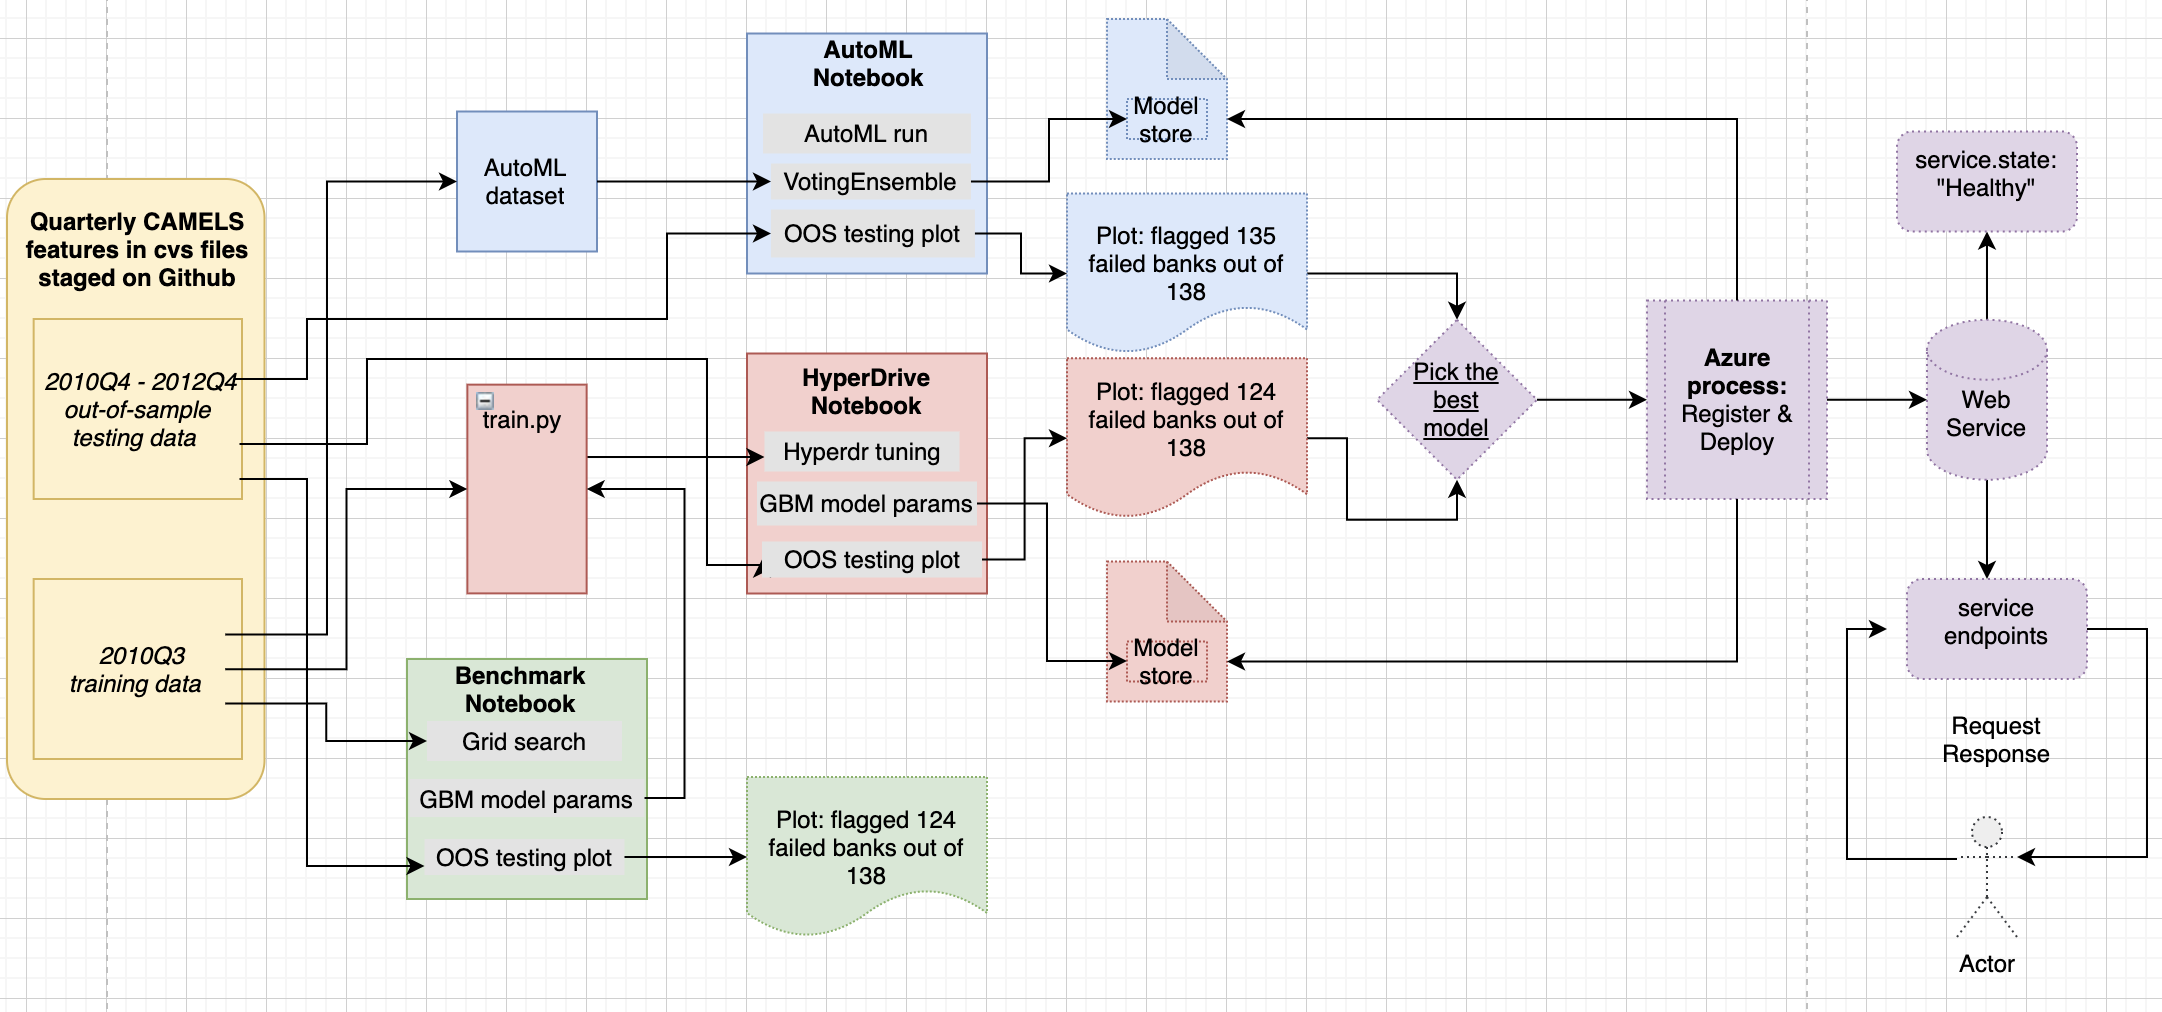 Quarterly CAMELS
features in cvs files
staged on Github
2010Q4 - 2012Q4
out-of-sample
testing data
2010Q3
training data
AutoML
dataset
train.py
Benchmark
Notebook
Grid search
GBM model params
OOS testing plot
AutoML
Notebook
AutoML run
VotingEnsemble
OOS testing plot
HyperDrive
Notebook
Hyperdr tuning
GBM model params
OOS testing plot
Plot: flagged 124
failed banks out of
138
Model
store
Plot: flagged 135
failed banks out of
138
Plot: flagged 124
failed banks out of
138
Model
store
Pick the
best
model
Azure
process:
Register &
Deploy
service.state:
"Healthy"
Web
Service
service
endpoints
Request
Response
Actor